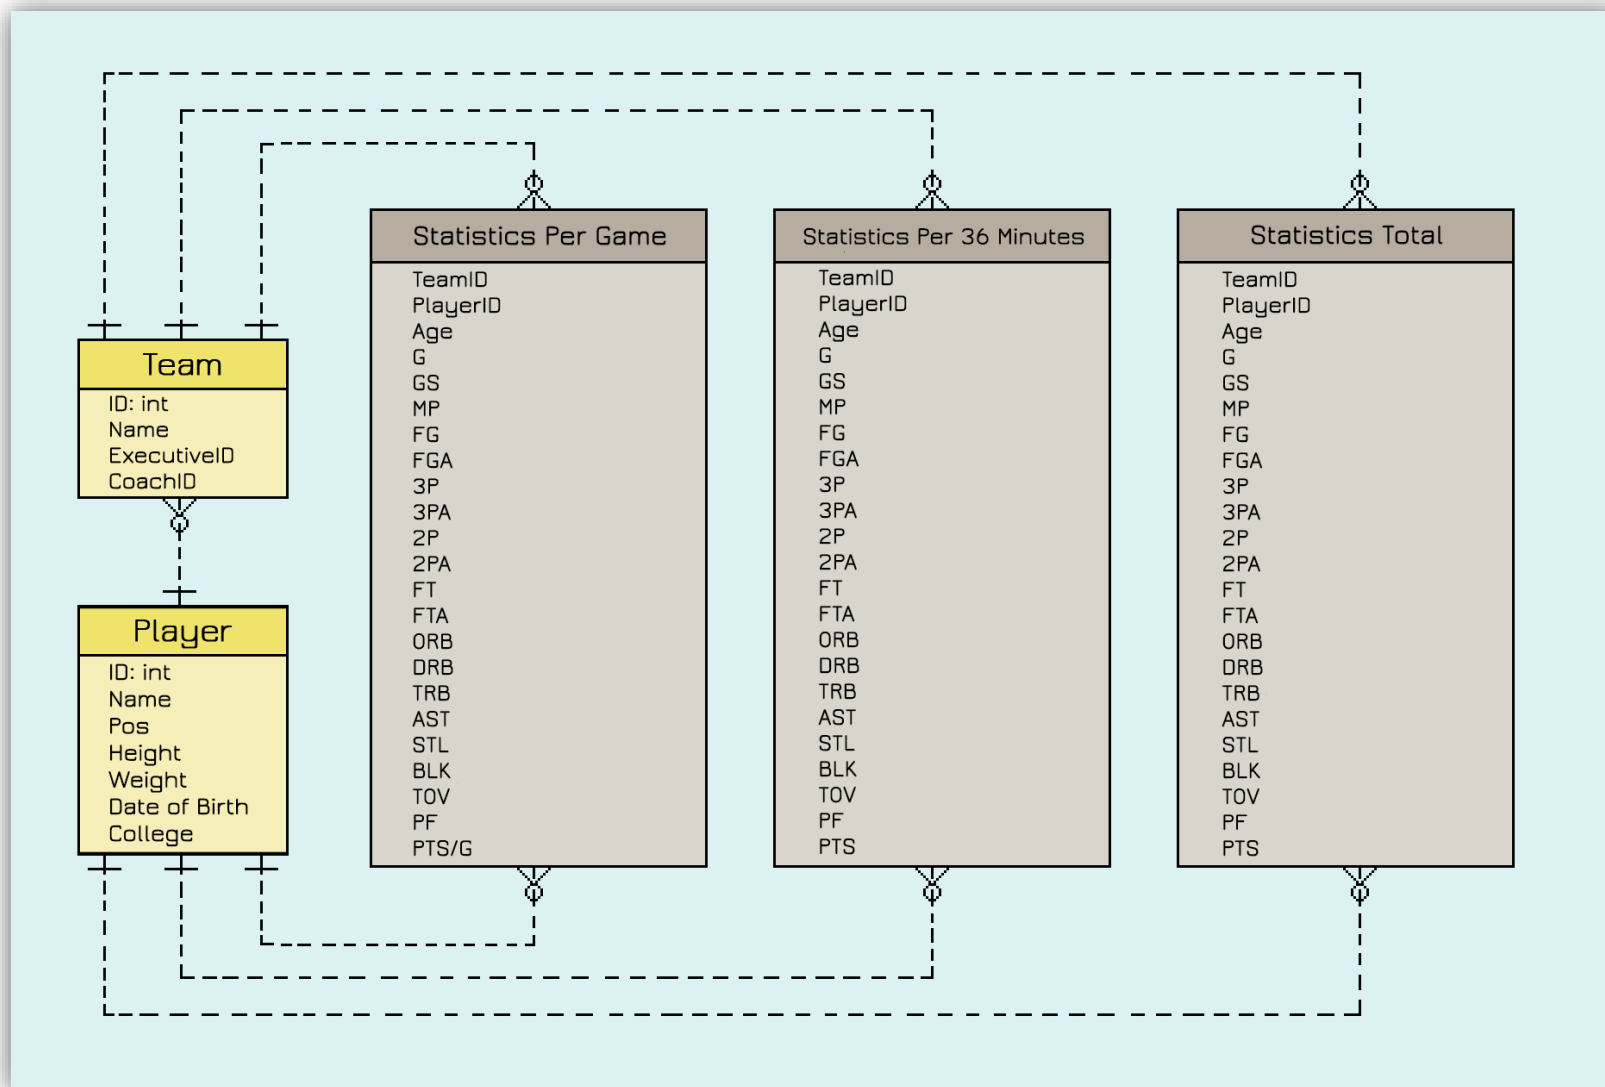 Team
ID: int
Name
ExecutiveID
CoachID
Player
ID: int
Name
Pos
Height
Weight
Date of Birth
College
Statistics Per Game
TeamID
PlayerID
Age
G
GS
MP
FG
FGA
3P
3PA
2P
2PA
FT
FTA
ORB
DRB
TRB
AST
STL
BLK
TOV
PF
PTS/G
Statistics Per 36 Minutes
TeamID
PlayerID
Age
G
GS
MP
FG
FGA
3P
3PA
2P
2PA
FT
FTA
ORB
DRB
TRB
AST
STL
BLK
TOV
PF
PTS
Statistics Total
TeamID
PlayerID
Age
G
GS
MP
FG
FGA
3P
3PA
2P
2PA
FT
FTA
ORB
DRB
TRB
AST
STL
BLK
TOV
PF
PTS